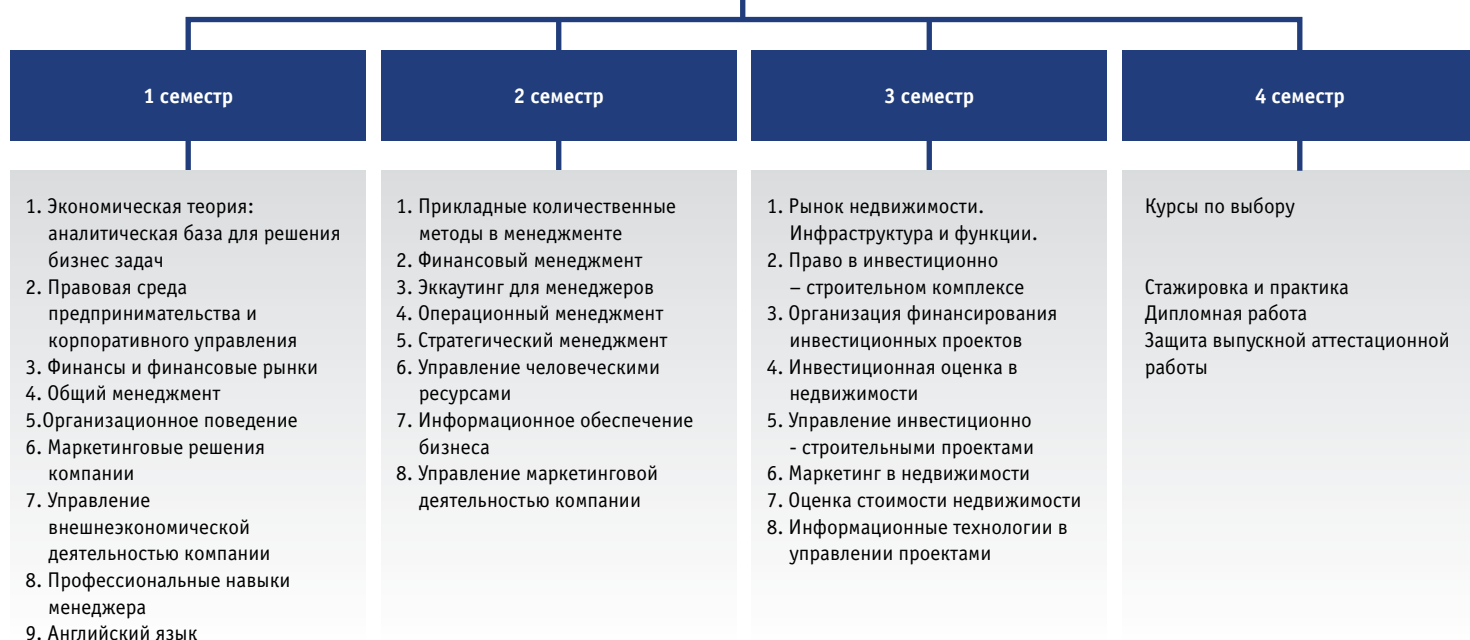 1 семестр
1. Экономическая теория:
аналитическая база для решения
бизнес задач
2. Правовая среда
предпринимательства и
корпоративного управления
3. Финансы и финансовые рынки
4. Общий менеджмент
5.Организационное поведение
6. Маркетинговые решения
компании
7. Управление
внешнеэкономической
деятельностью компании
8. Профессиональные навыки
менеджера
9. Английский язык
2 семестр
1. Прикладные количественные
методы в менеджменте
2. Финансовый менеджмент
3. Эккаутинг для менеджеров
4. Операционный менеджмент
5. Стратегический менеджмент
6. Управление человеческими
ресурсами
7. Информационное обеспечение
бизнеса
8. Управление маркетинговой
деятельностью компании
3 семестр
1. Рынок недвижимости.
Инфраструктура и функции.
2. Право в инвестиционно
– строительном комплексе
3. Организация финансирования
инвестиционных проектов
4. Инвестиционная оценка в
недвижимости
5. Управление инвестиционно
- строительными проектами
6. Маркетинг в недвижимости
7. Оценка стоимости недвижимости
8. Информационные технологии в
управлении проектами
4 семестр
Курсы по выбору
Стажировка и практика
Дипломная работа
Защита выпускной аттестационной
работы